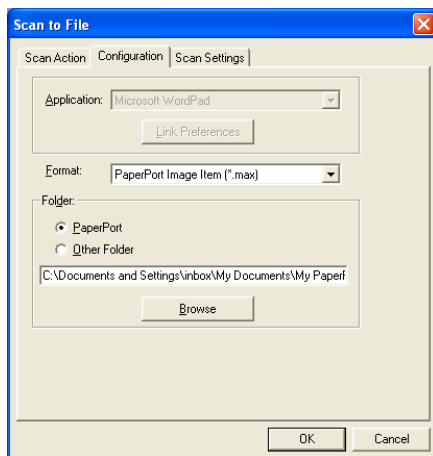 Scan to File
Scan Action Configuration Scan Settings
Application: Microsoft WordPad
Link Preferences
Format: PaperPort Image Item (*.max)
Folder:
PaperPort
Other Folder
C:\Documents and Settings\inbox\My Documents\My PaperF
Browse
OK Cancel